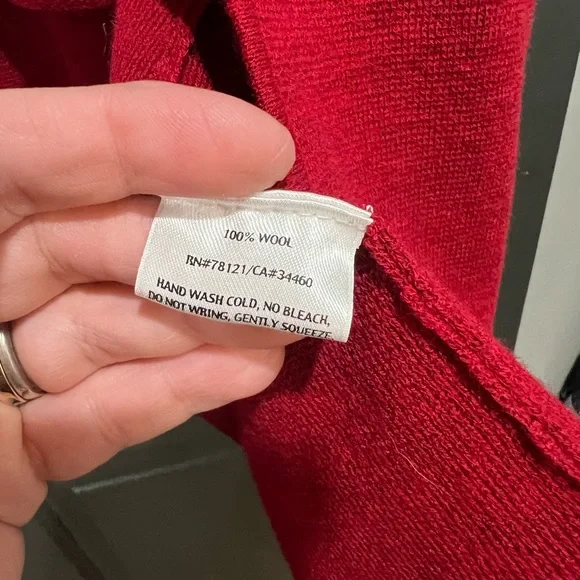 100% WOOL
RN#78121/CA#34460
HAND WASH COLD, NO BLEACH,
DO NOT WRING, GENTLY SQUEEZE